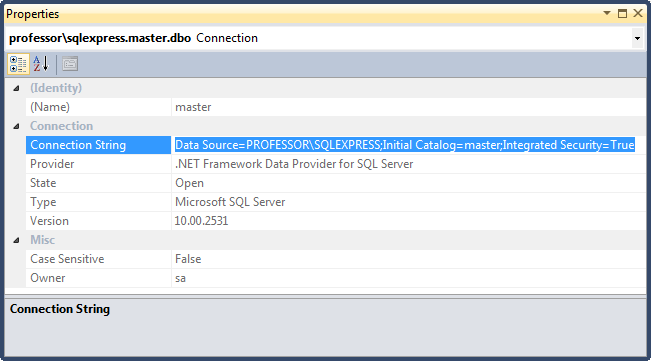 Properties
professor\sqlexpress.master.dbo Connection
A
Z
(Identity)
(Name) master
Connection
Connection String Data Source=PROFESSOR\SQLEXPRESS;Initial Catalog=master;Integrated Security=True
Provider .NET Framework Data Provider for SQL Server
State Open
Type Microsoft SQL Server
Version 10.00.2531
Misc
Case Sensitive False
Owner sa
Connection String